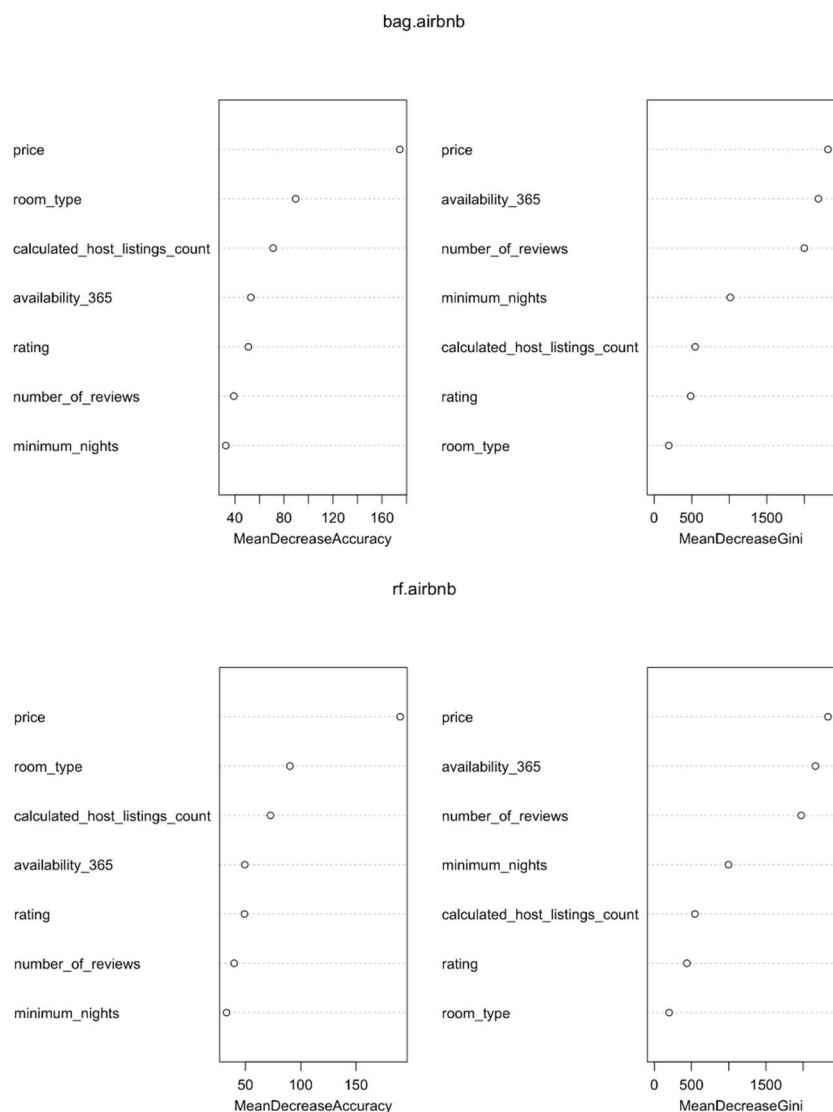 bag.airbnb
price
room_type
calculated_host_listings_count
availability_365
rating
number_of_reviews
minimum_nights
40 80 120 160
MeanDecreaseAccuracy
price
availability_365
number_of_reviews
minimum_nights
calculated_host_listings_count
rating
room_type
0 500 1500
MeanDecreaseGini
rf.airbnb
price
room_type
calculated_host_listings_count
availability_365
rating
number_of_reviews
minimum_nights
50 100 150
MeanDecreaseAccuracy
price
availability_365
number_of_reviews
minimum_nights
calculated_host_listings_count
rating
room_type
0 500 1500
MeanDecreaseGini